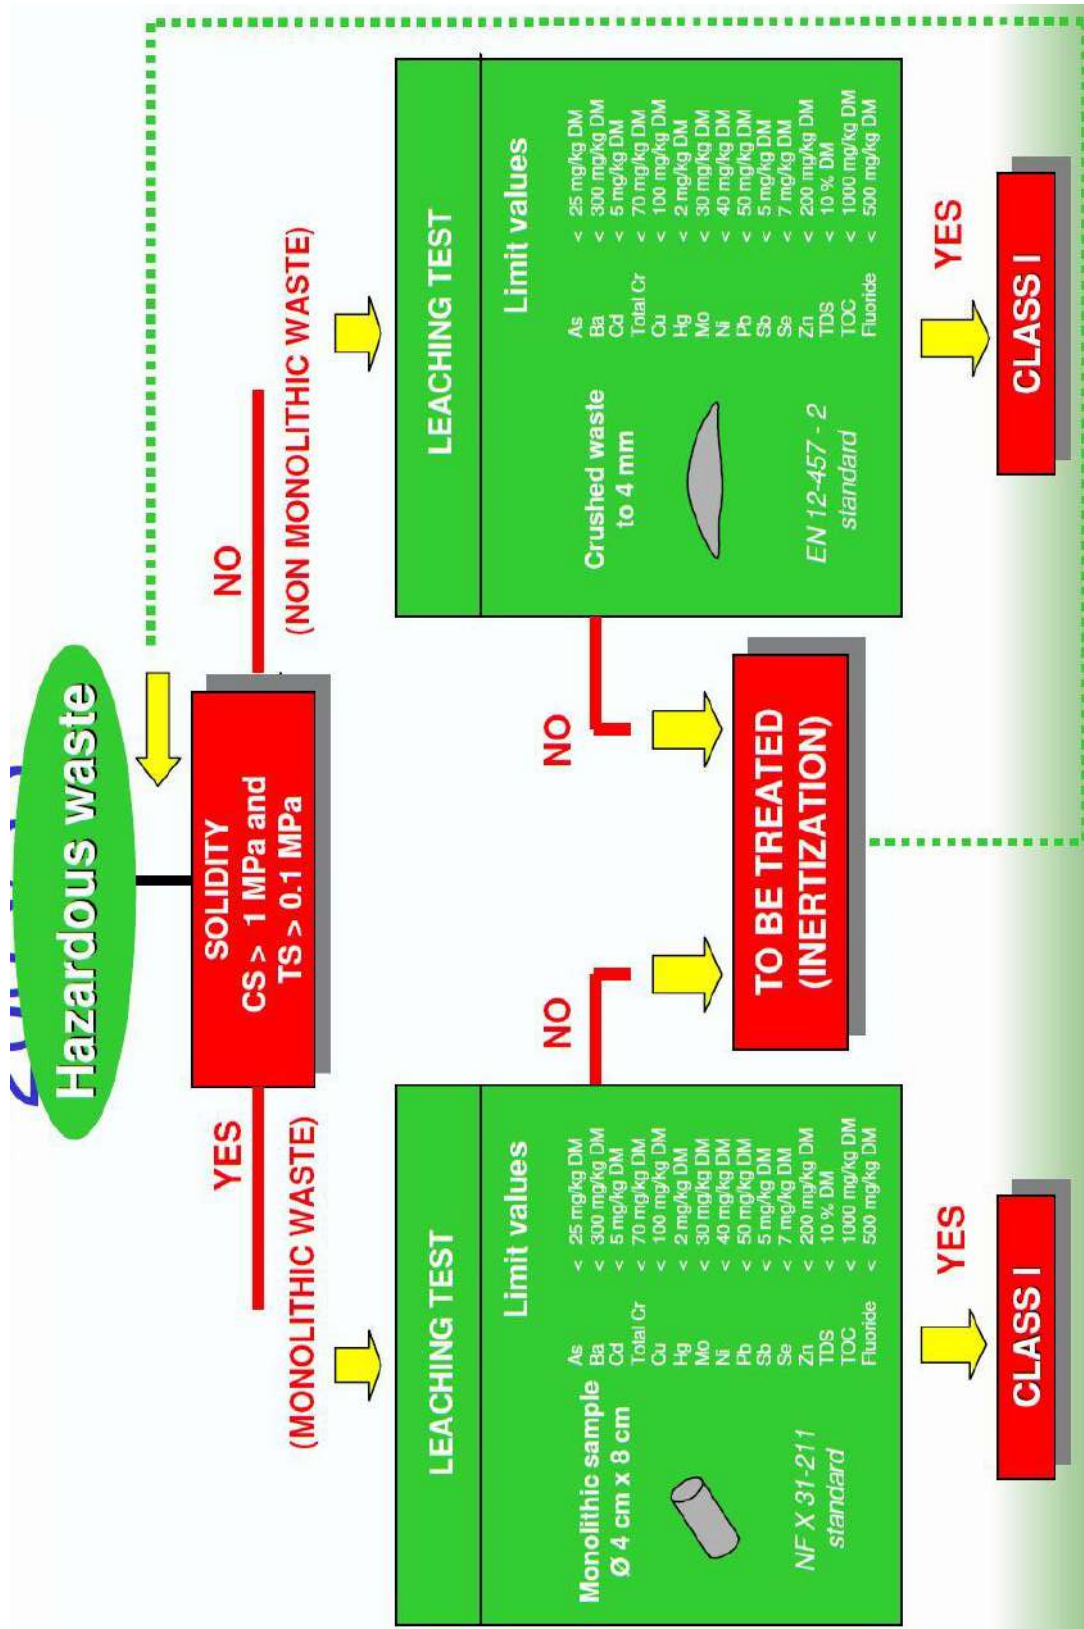 Hazardous waste
SOLIDITY
CS > 1 MPa and
TS > 0.1 MPa
YES
(MONOLITHIC WASTE)
NO
(NON MONOLITHIC WASTE)
LEACHING TEST
Monolithic sample
Ø 4 cm x 8 cm
NF X 31-211
standard
Limit values
As < 25 mg/kg DM
Ba < 300 mg/kg DM
Cd < 5 mg/kg DM
Total Cr < 70 mg/kg DM
Cu < 100 mg/kg DM
Hg < 2 mg/kg DM
Mo < 30 mg/kg DM
Ni < 40 mg/kg DM
Pb < 50 mg/kg DM
Sb < 5 mg/kg DM
Se < 7 mg/kg DM
Zn < 200 mg/kg DM
TDS < 10 % DM
TOC < 1000 mg/kg DM
Fluoride < 500 mg/kg DM
LEACHING TEST
Crushed waste
to 4 mm
EN 12-457 - 2
standard
Limit values
As < 25 mg/kg DM
Ba < 300 mg/kg DM
Cd < 5 mg/kg DM
Total Cr < 70 mg/kg DM
Cu < 100 mg/kg DM
Hg < 2 mg/kg DM
Mo < 30 mg/kg DM
Ni < 40 mg/kg DM
Pb < 50 mg/kg DM
Sb < 5 mg/kg DM
Se < 7 mg/kg DM
Zn < 200 mg/kg DM
TDS < 10 % DM
TOC < 1000 mg/kg DM
Fluoride < 500 mg/kg DM
NO
NO
TO BE TREATED
(INERTIZATION)
YES
CLASS I
YES
CLASS I